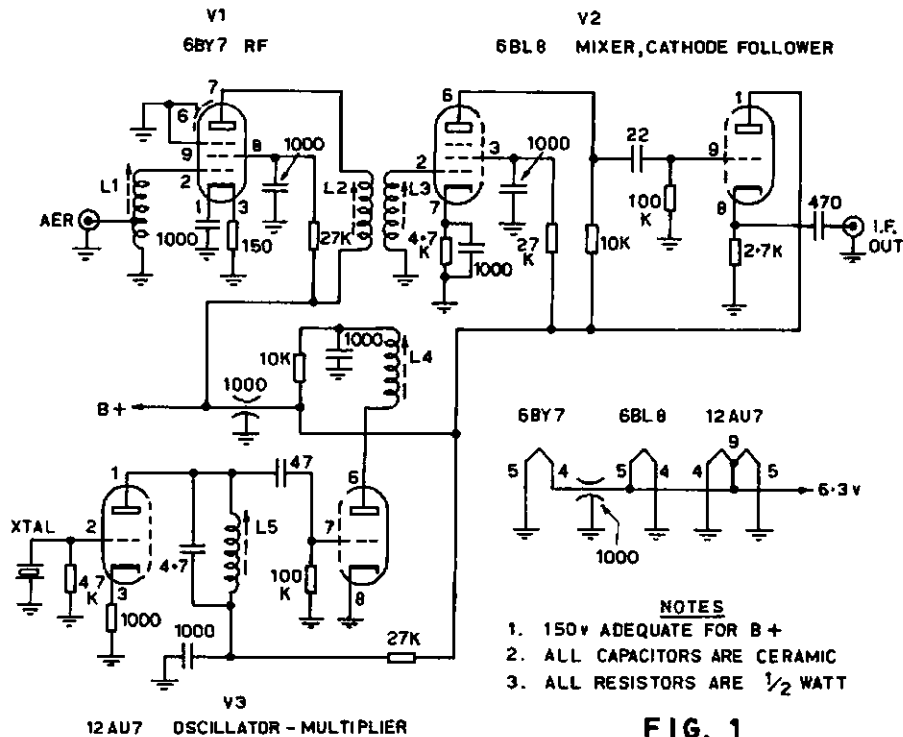 V1
6BY7 RF
V2
6BL8 MIXER,CATHODE FOLLOWER
7
6
9
2
1
3
8
1000
L1
AER
1000
150
27K
L2
L3
6
2
3
7
1000
4.7
K
1000
27
K
10K
22
100
K
1
9
8
470
2.7K
I.F.
OUT
10K
1000
L4
1000
B+
6BY7
6BL8
12AU7
9
5
4
5
4
4
5
6.3V
1000
XTAL
1
2
3
47
K
1000
4.7
L5
47
6
7
8
100
K
1000
27K
V3
12AU7 OSCILLATOR - MULTIPLIER
NOTES
1. 150v ADEQUATE FOR B+
2. ALL CAPACITORS ARE CERAMIC
3. ALL RESISTORS ARE 1/2 WATT
FIG. 1